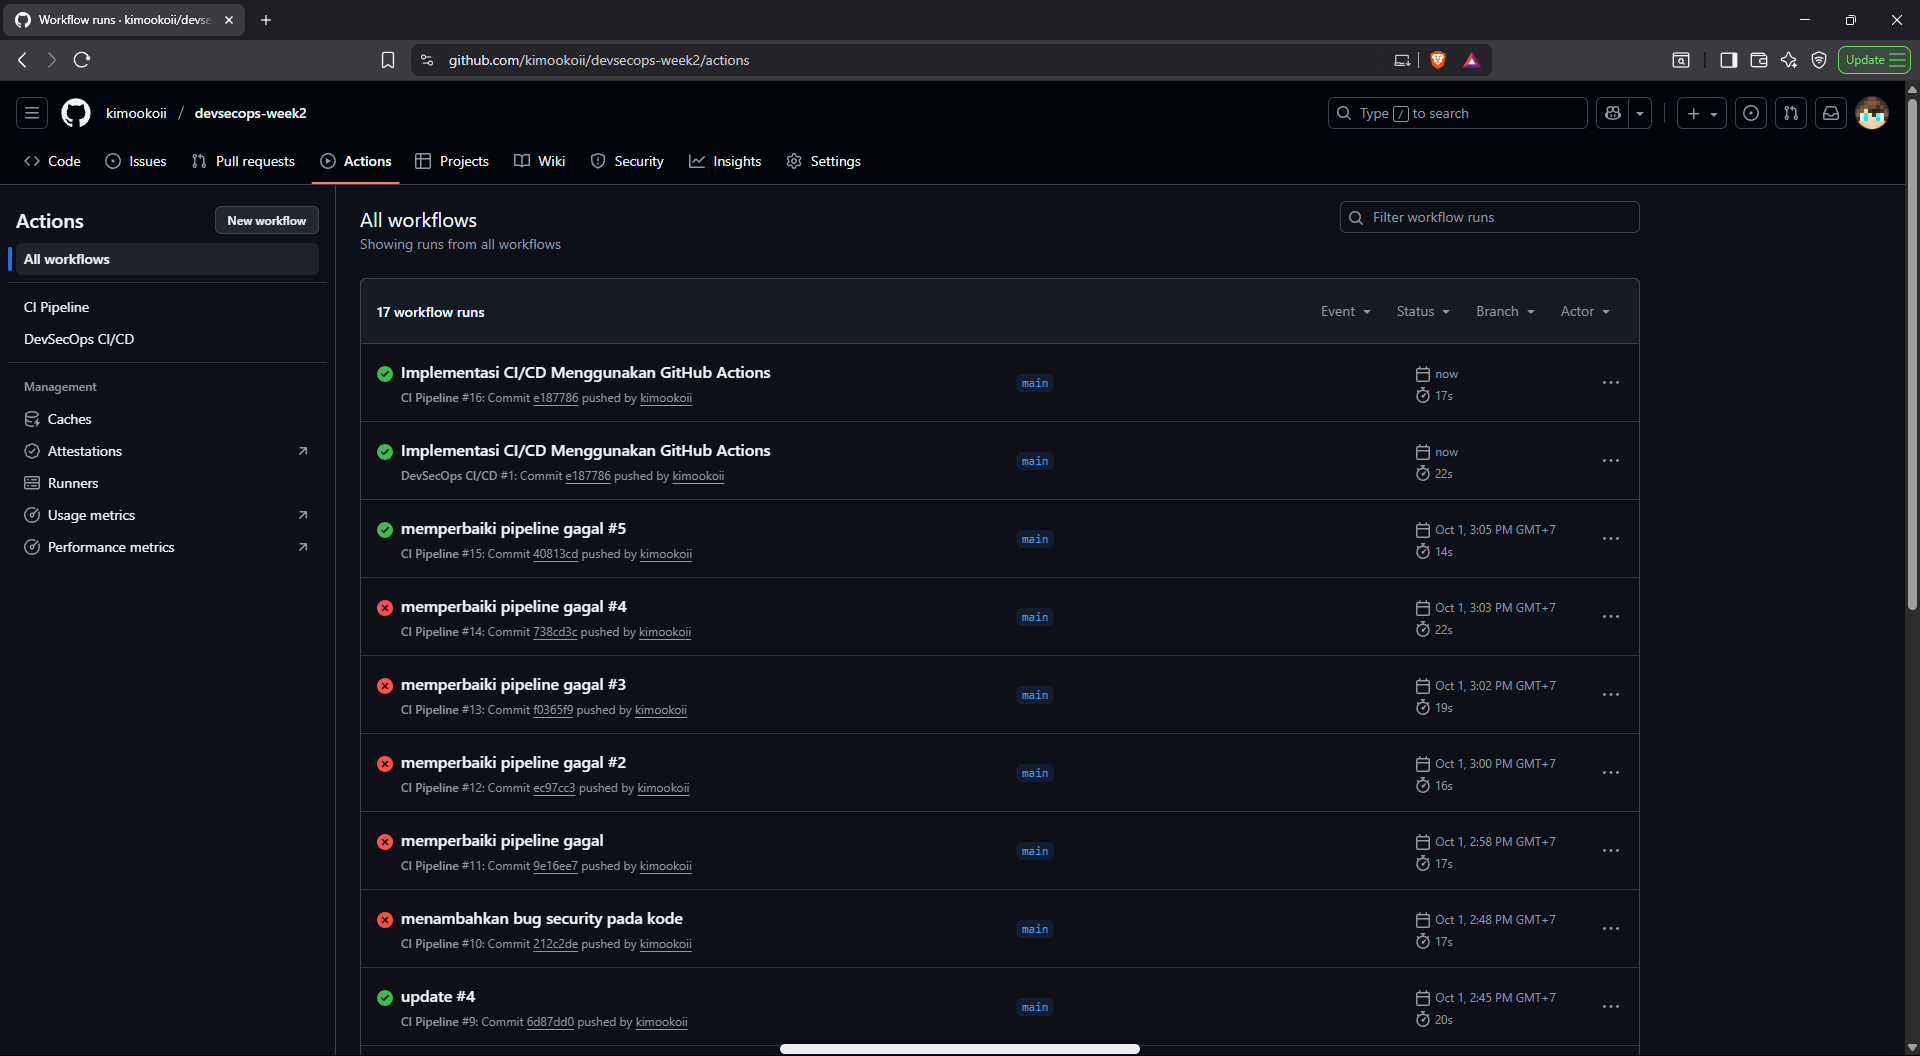 Workflow runs · kimookoii/devse
github.com/kimookoii/devsecops-week2/actions
Update
kimookoii / devsecops-week2
Type / to search
Code
Issues
Pull requests
Actions
Projects
Wiki
Security
Insights
Settings
Actions
New workflow
All workflows
CI Pipeline
DevSecOps CI/CD
Management
Caches
Attestations
Runners
Usage metrics
Performance metrics
All workflows
Showing runs from all workflows
Filter workflow runs
17 workflow runs
Event
Status
Branch
Actor
Implementasi CI/CD Menggunakan GitHub Actions
CI Pipeline #16: Commit e187786 pushed by kimookoii
main
now
17s
Implementasi CI/CD Menggunakan GitHub Actions
DevSecOps CI/CD #1: Commit e187786 pushed by kimookoii
main
now
22s
memperbaiki pipeline gagal #5
CI Pipeline #15: Commit 40813cd pushed by kimookoii
main
Oct 1, 3:05 PM GMT+7
14s
memperbaiki pipeline gagal #4
CI Pipeline #14: Commit 738cd3c pushed by kimookoii
main
Oct 1, 3:03 PM GMT+7
22s
memperbaiki pipeline gagal #3
CI Pipeline #13: Commit f0365f9 pushed by kimookoii
main
Oct 1, 3:02 PM GMT+7
19s
memperbaiki pipeline gagal #2
CI Pipeline #12: Commit ec97cc3 pushed by kimookoii
main
Oct 1, 3:00 PM GMT+7
16s
memperbaiki pipeline gagal
CI Pipeline #11: Commit 9e16ee7 pushed by kimookoii
main
Oct 1, 2:58 PM GMT+7
17s
menambahkan bug security pada kode
CI Pipeline #10: Commit 212c2de pushed by kimookoii
main
Oct 1, 2:48 PM GMT+7
17s
update #4
CI Pipeline #9: Commit 6d87dd0 pushed by kimookoii
main
Oct 1, 2:45 PM GMT+7
20s